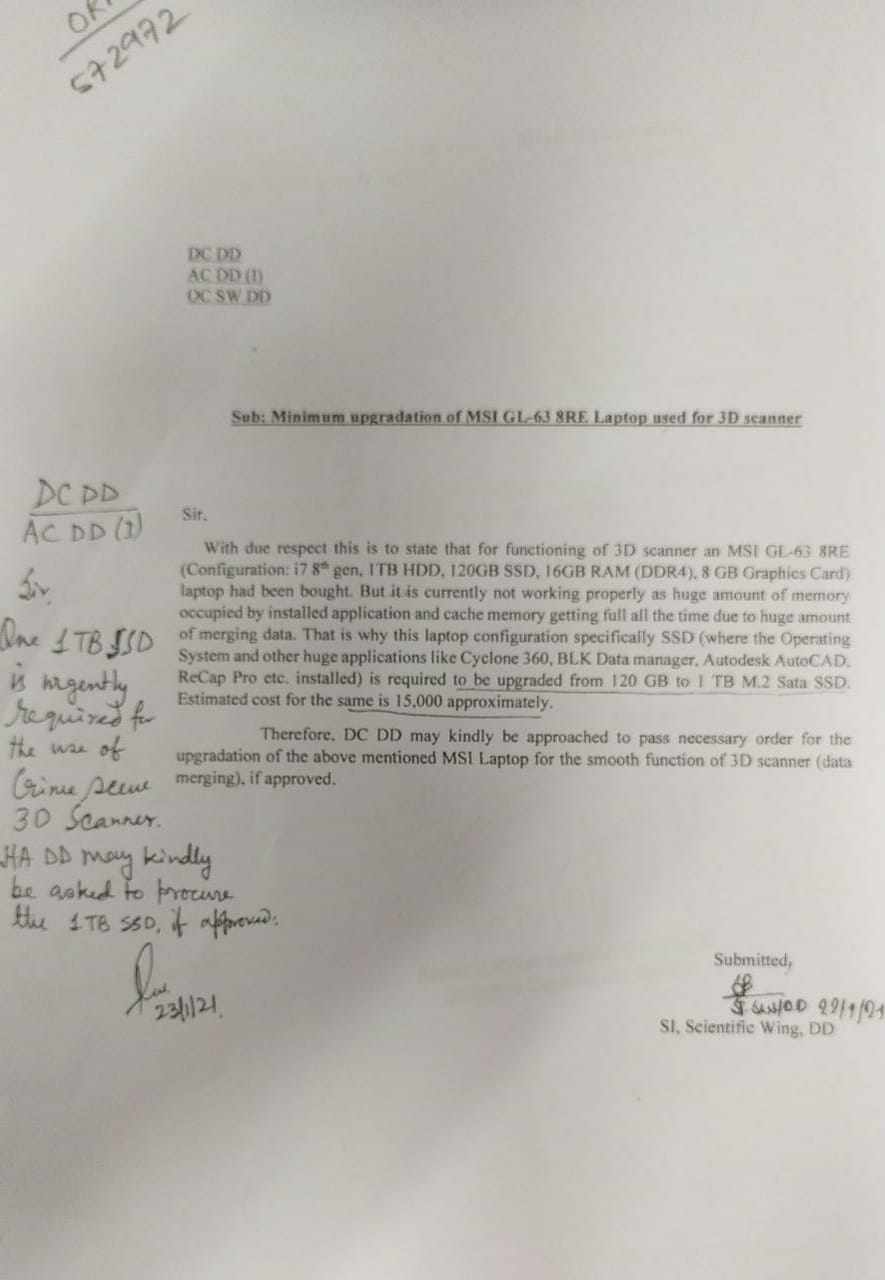 572972
DC DD
AC DD (1)
OC SW DD
Sub: Minimum upgradation of MSI GL-63 8RE Laptop used for 3D scanner
Sir,
With due respect this is to state that for functioning of 3D scanner an MSI GL-63 8RE
(Configuration: i7 8th gen, 1TB HDD, 120GB SSD, 16GB RAM (DDR4), 8 GB Graphics Card)
laptop had been bought. But it is currently not working properly as huge amount of memory
occupied by installed application and cache memory getting full all the time due to huge amount
of merging data. That is why this laptop configuration specifically SSD (where the Operating
System and other huge applications like Cyclone 360, BLK Data manager, Autodesk AutoCAD,
ReCap Pro etc. installed) is required to be upgraded from 120 GB to 1 TB M.2 Sata SSD.
Estimated cost for the same is 15,000 approximately.
Therefore, DC DD may kindly be approached to pass necessary order for the
upgradation of the above mentioned MSI Laptop for the smooth function of 3D scanner (data
merging), if approved.
DC DD
AC DD (1)
Sir,
One 1 TB SSD
is urgently
required for
the use of
Crime Scene
3D Scanner.
HA DD may kindly
be asked to procure
the 1TB SSD, if approved.
23/1/21.
Submitted,
22/1/21
SI, Scientific Wing, DD